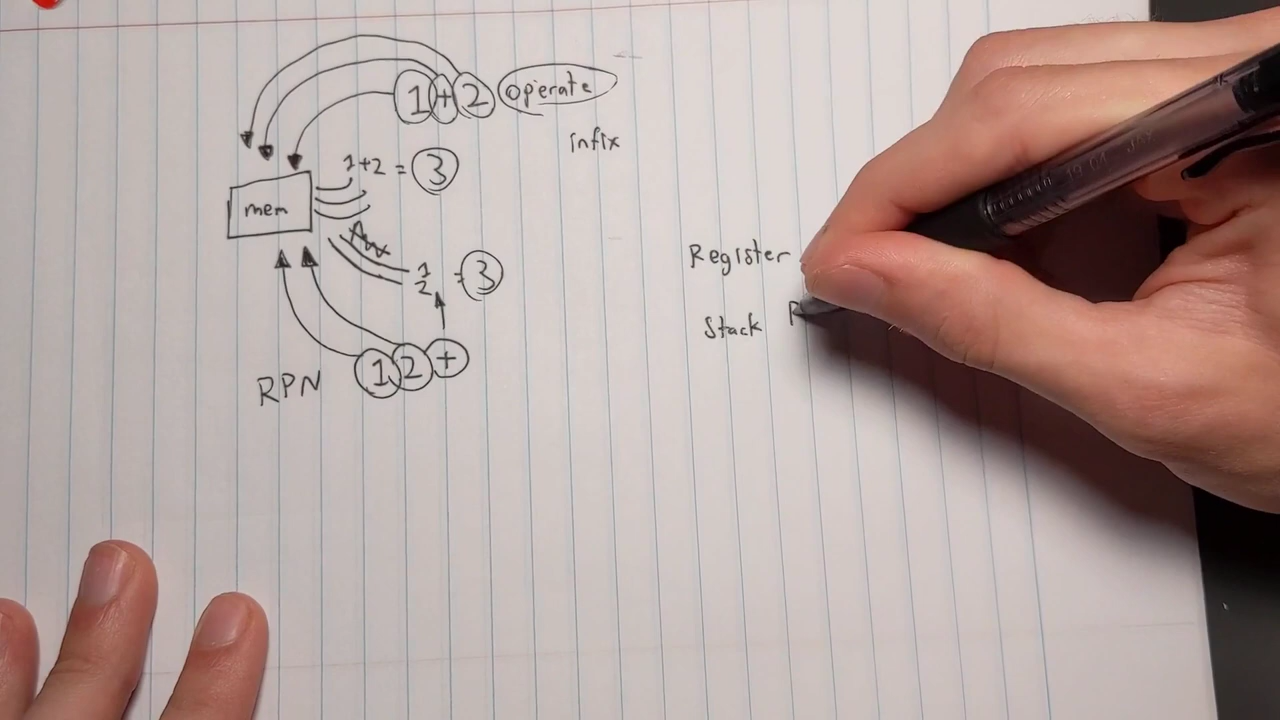 1 + 2 operate
infix
1+2 = 3
mem
1
2 = 3
1 2 +
RPN
Register
Stack